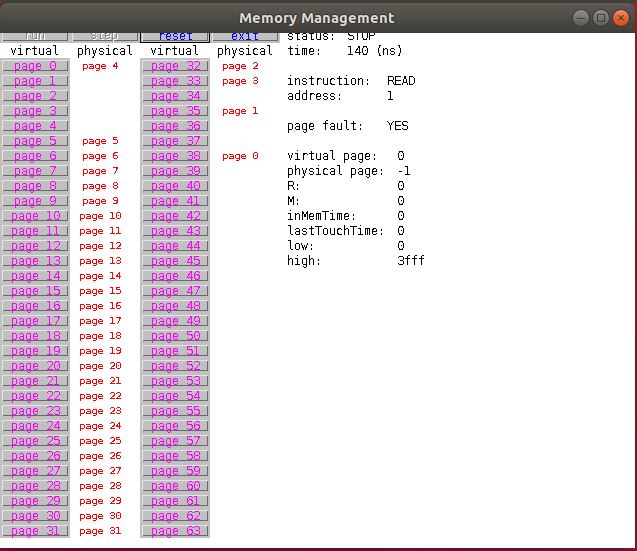 Memory Management
run step reset exit status: STOP
virtual physical virtual physical time: 140 (ns)
page 0 page 4 page 32 page 2
page 1 page 33 page 3 instruction: READ
page 2 page 34 address: 1
page 3 page 35 page 1
page 4 page 36 page fault: YES
page 5 page 5 page 37
page 6 page 6 page 38 page 0 virtual page: 0
page 7 page 7 page 39 physical page: -1
page 8 page 8 page 40 R: 0
page 9 page 9 page 41 M: 0
page 10 page 10 page 42 inMemTime: 0
page 11 page 11 page 43 lastTouchTime: 0
page 12 page 12 page 44 low: 0
page 13 page 13 page 45 high: 3fff
page 14 page 14 page 46
page 15 page 15 page 47
page 16 page 16 page 48
page 17 page 17 page 49
page 18 page 18 page 50
page 19 page 19 page 51
page 20 page 20 page 52
page 21 page 21 page 53
page 22 page 22 page 54
page 23 page 23 page 55
page 24 page 24 page 56
page 25 page 25 page 57
page 26 page 26 page 58
page 27 page 27 page 59
page 28 page 28 page 60
page 29 page 29 page 61
page 30 page 30 page 62
page 31 page 31 page 63